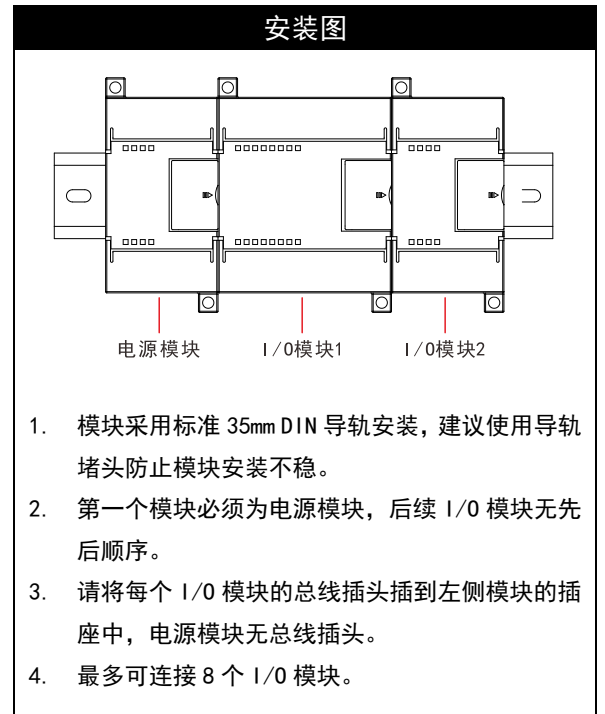 安装图
电源模块 I/O模块1 I/O模块2
1. 模块采用标准 35mm DIN 导轨安装，建议使用导轨
堵头防止模块安装不稳。
2. 第一个模块必须为电源模块，后续 I/O 模块无先
后顺序。
3. 请将每个 I/O 模块的总线插头插到左侧模块的插
座中，电源模块无总线插头。
4. 最多可连接 8 个 I/O 模块。